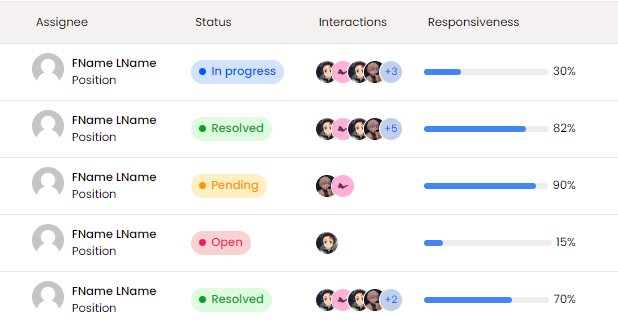 Assignee Status Interactions Responsiveness
FName LName
Position
In progress +3 30%
FName LName
Position
Resolved +5 82%
FName LName
Position
Pending 90%
FName LName
Position
Open 15%
FName LName
Position
Resolved +2 70%